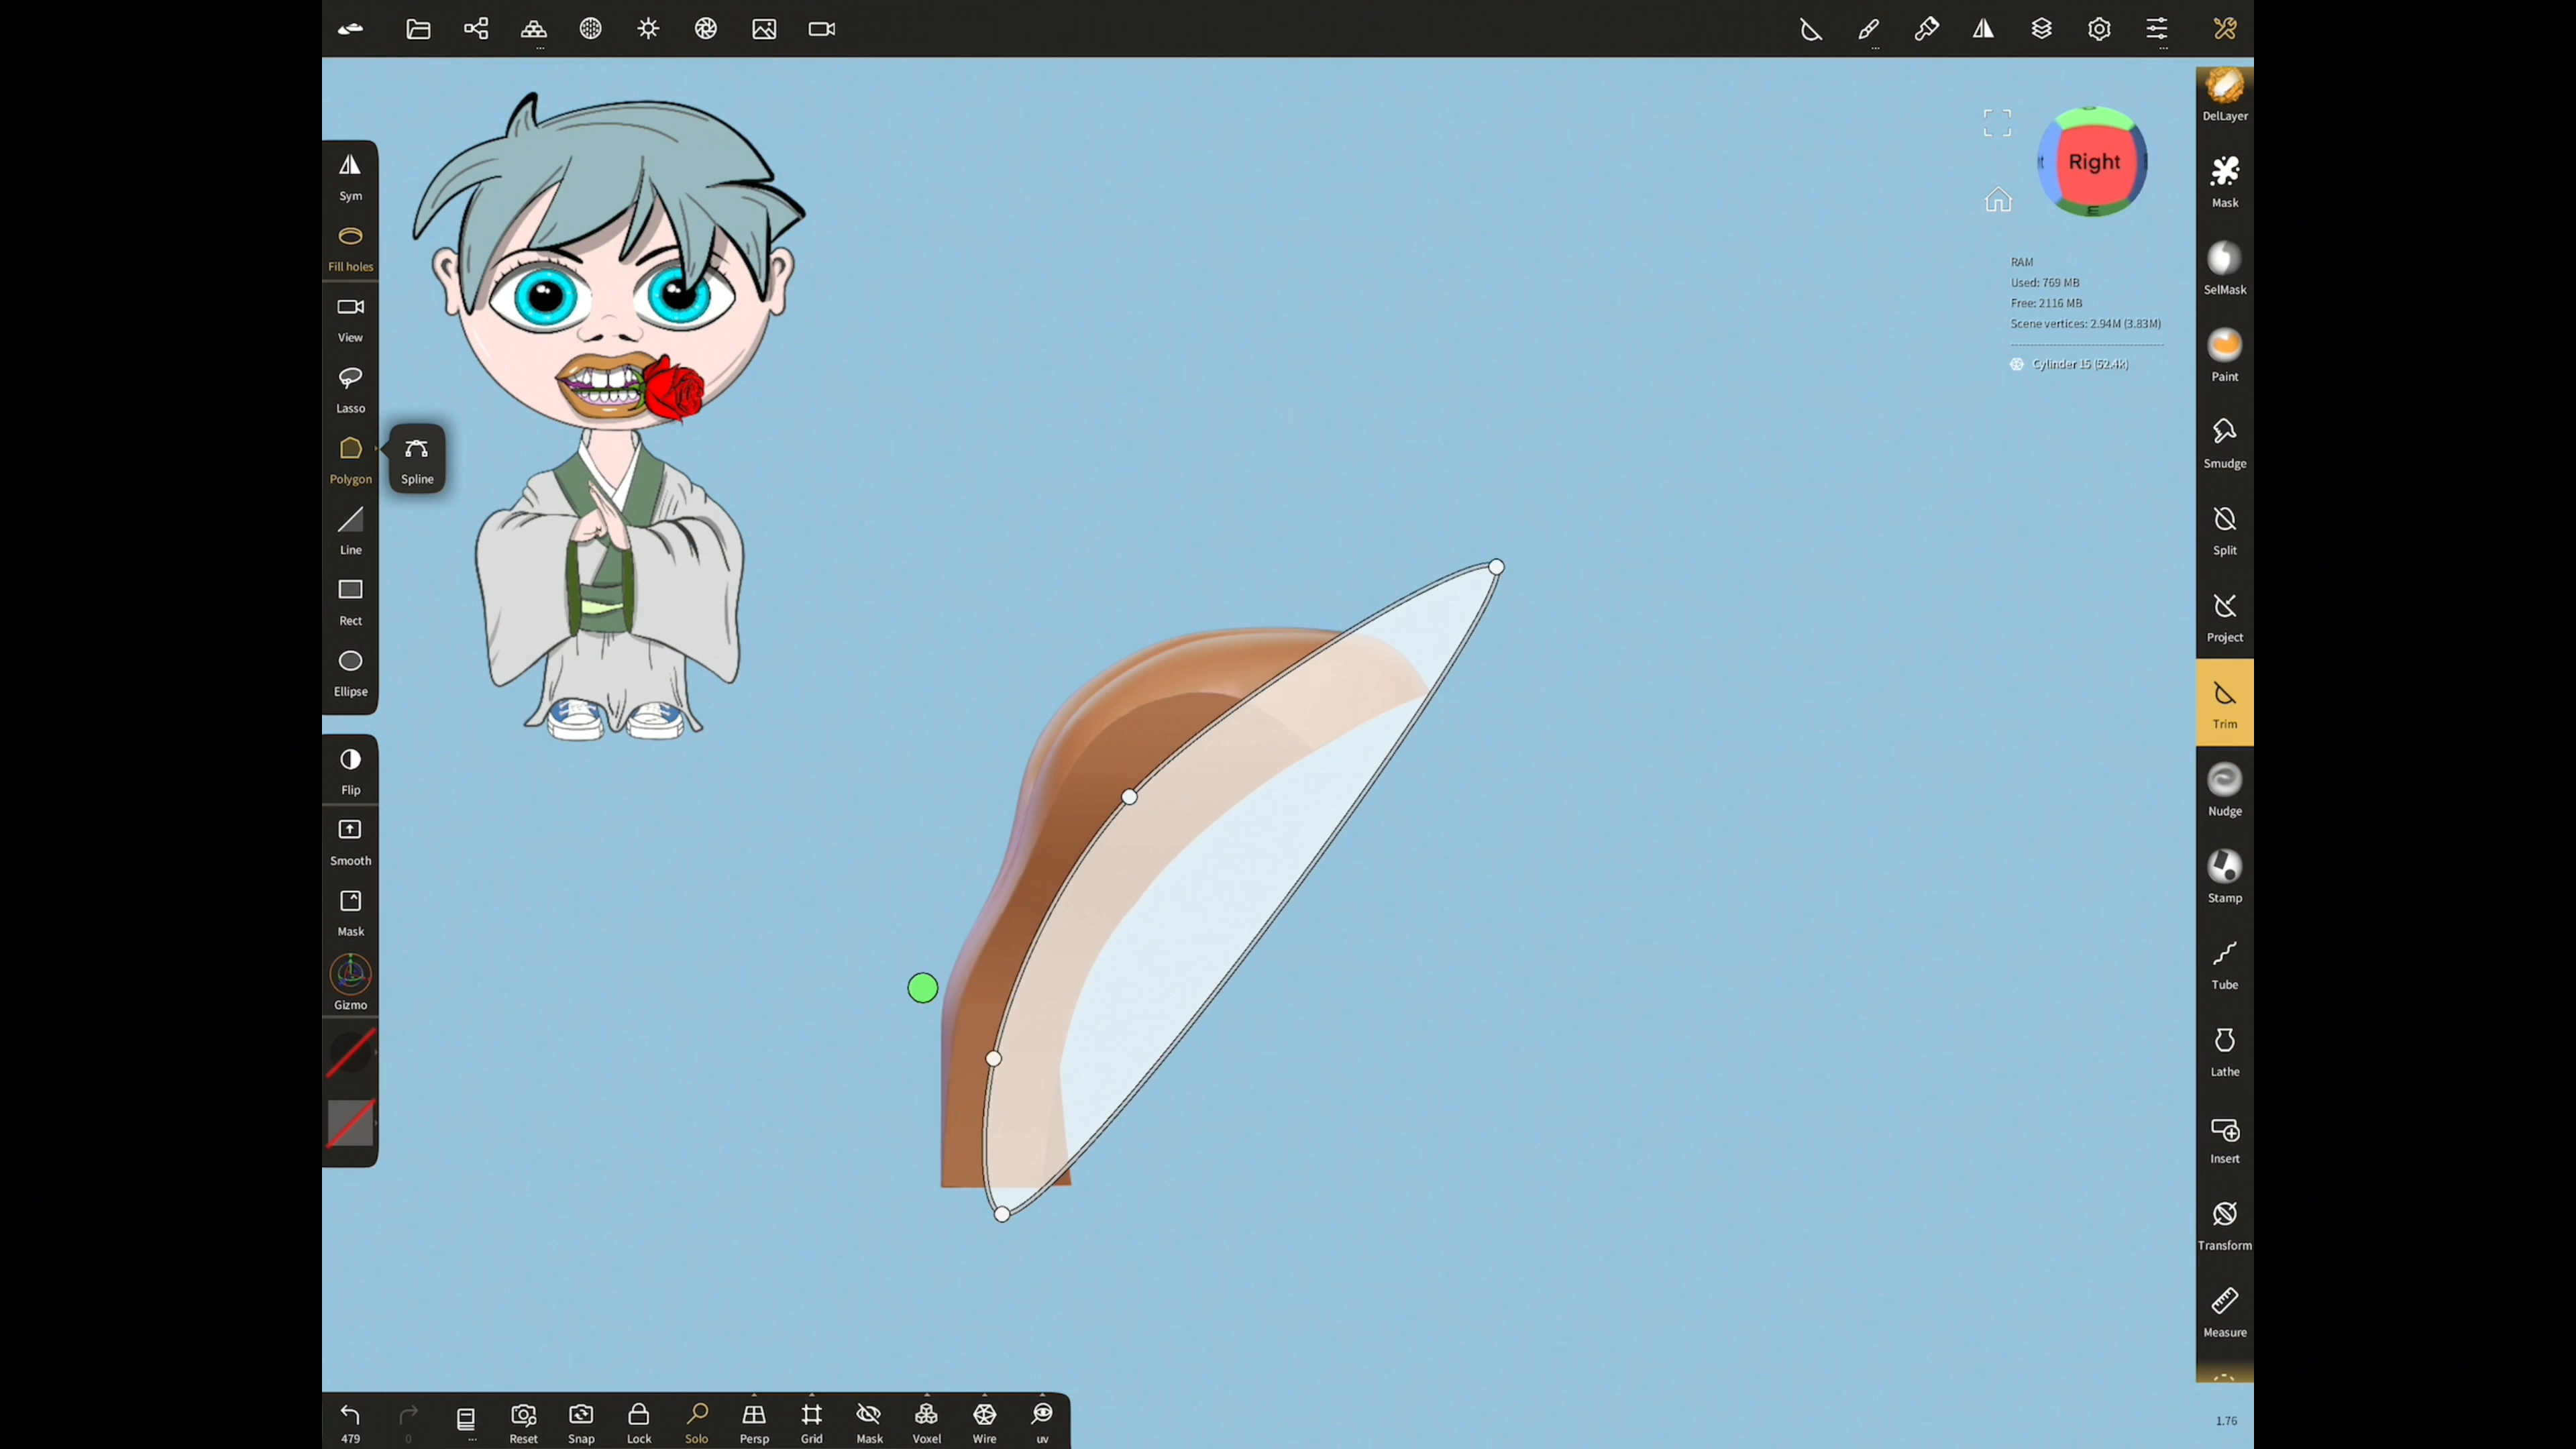 Right
RAM
Used: 769 MB
Free: 2116 MB
Scene vertices: 2.94M (3.83M)
Cylinder 15 (52.4k)
Sym
Fill holes
View
Lasso
Polygon
Spline
Line
Rect
Ellipse
Flip
Smooth
Mask
Gizmo
DelLayer
Mask
SelMask
Paint
Smudge
Split
Project
Trim
Nudge
Stamp
Tube
Lathe
Insert
Transform
Measure
479
0
...
Reset
Snap
Lock
Solo
Persp
Grid
Mask
Voxel
Wire
uv
1.76